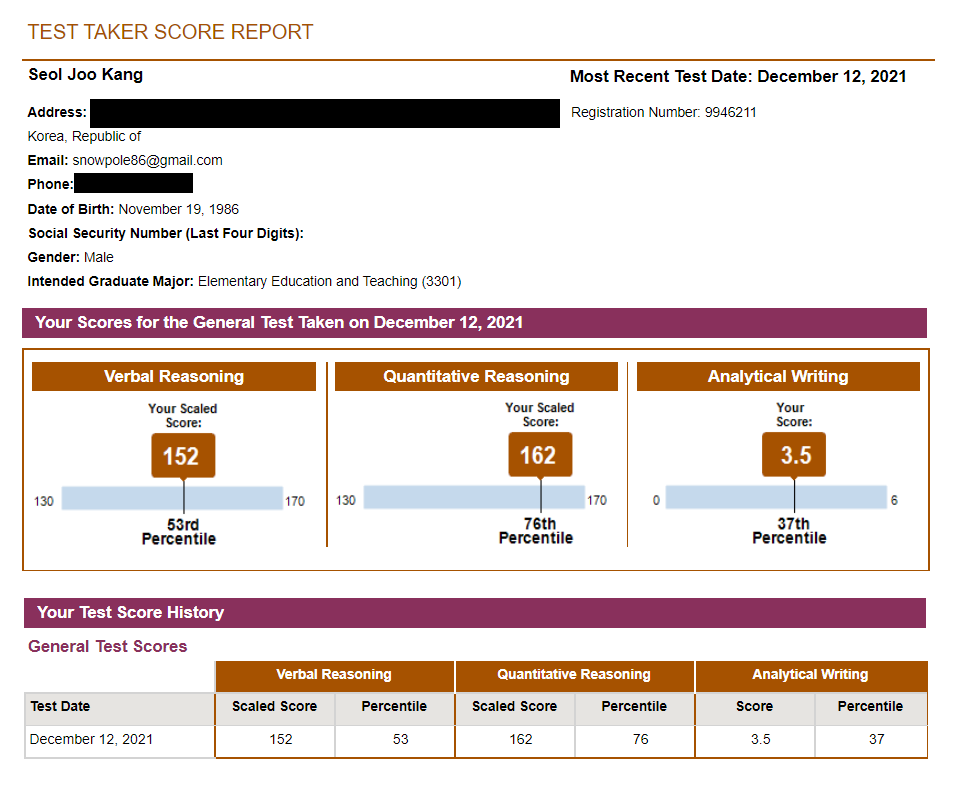 TEST TAKER SCORE REPORT
Seol Joo Kang
Most Recent Test Date: December 12, 2021
Address:
Registration Number: 9946211
Korea, Republic of
Email: snowpole86@gmail.com
Phone:
Date of Birth: November 19, 1986
Social Security Number (Last Four Digits):
Gender: Male
Intended Graduate Major: Elementary Education and Teaching (3301)
Your Scores for the General Test Taken on December 12, 2021
Verbal Reasoning
Your Scaled
Score:
152
130 170
53rd
Percentile
Quantitative Reasoning
Your Scaled
Score:
162
130 170
76th
Percentile
Analytical Writing
Your
Score:
3.5
0 6
37th
Percentile
Your Test Score History
General Test Scores
Verbal Reasoning Quantitative Reasoning Analytical Writing
Test Date Scaled Score Percentile Scaled Score Percentile Score Percentile
December 12, 2021 152 53 162 76 3.5 37